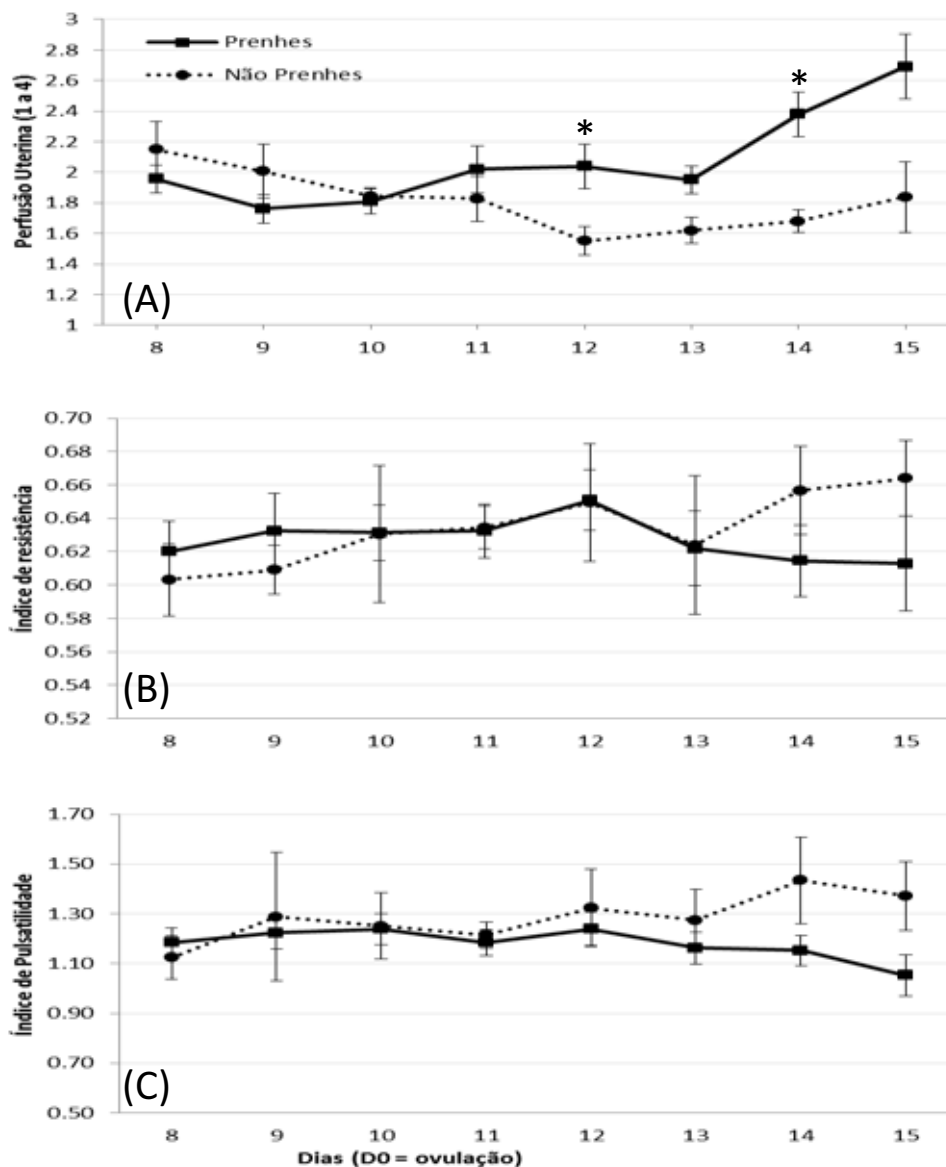 Perfusão Uterina (1 a 4)
2.8
2.6
2.4
2.2
2
1.8
1.6
1.4
1.2
1
Prenhes
Não Prenhes
*
*
(A)
8 9 10 11 12 13 14 15
Índice de resistência
0.70
0.68
0.66
0.64
0.62
0.60
0.58
0.56
0.54
0.52
(B)
8 9 10 11 12 13 14 15
Índice de Pulsatilidade
1.70
1.50
1.30
1.10
0.90
0.70
0.50
(C)
8 9 10 11 12 13 14 15
Dias (D0 = ovulação)